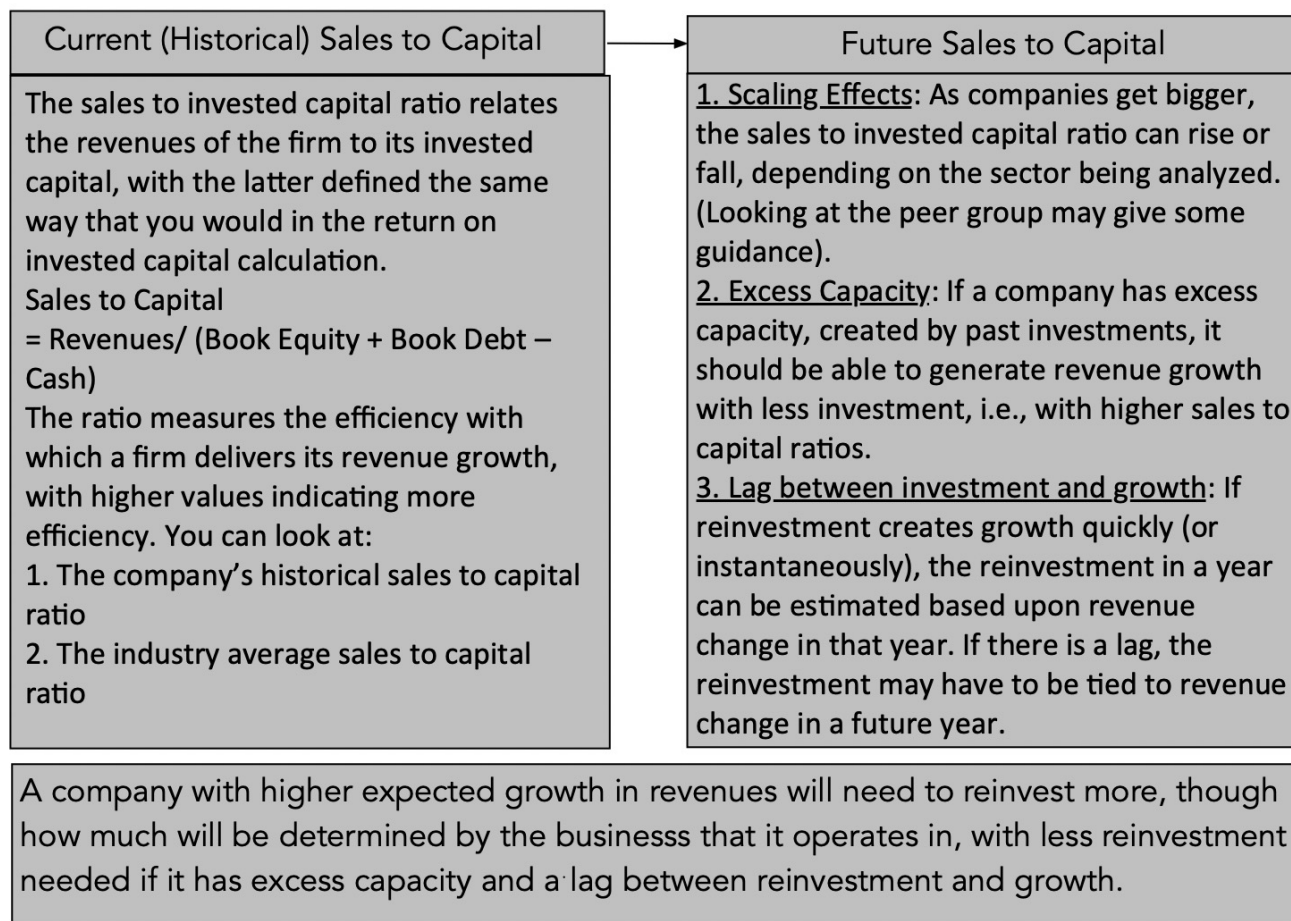 Current (Historical) Sales to Capital
The sales to invested capital ratio relates
the revenues of the firm to its invested
capital, with the latter defined the same
way that you would in the return on
invested capital calculation.
Sales to Capital
= Revenues/ (Book Equity + Book Debt –
Cash)
The ratio measures the efficiency with
which a firm delivers its revenue growth,
with higher values indicating more
efficiency. You can look at:
1. The company’s historical sales to capital
ratio
2. The industry average sales to capital
ratio
Future Sales to Capital
1. Scaling Effects: As companies get bigger,
the sales to invested capital ratio can rise or
fall, depending on the sector being analyzed.
(Looking at the peer group may give some
guidance).
2. Excess Capacity: If a company has excess
capacity, created by past investments, it
should be able to generate revenue growth
with less investment, i.e., with higher sales to
capital ratios.
3. Lag between investment and growth: If
reinvestment creates growth quickly (or
instantaneously), the reinvestment in a year
can be estimated based upon revenue
change in that year. If there is a lag, the
reinvestment may have to be tied to revenue
change in a future year.
A company with higher expected growth in revenues will need to reinvest more, though
how much will be determined by the businesss that it operates in, with less reinvestment
needed if it has excess capacity and a lag between reinvestment and growth.